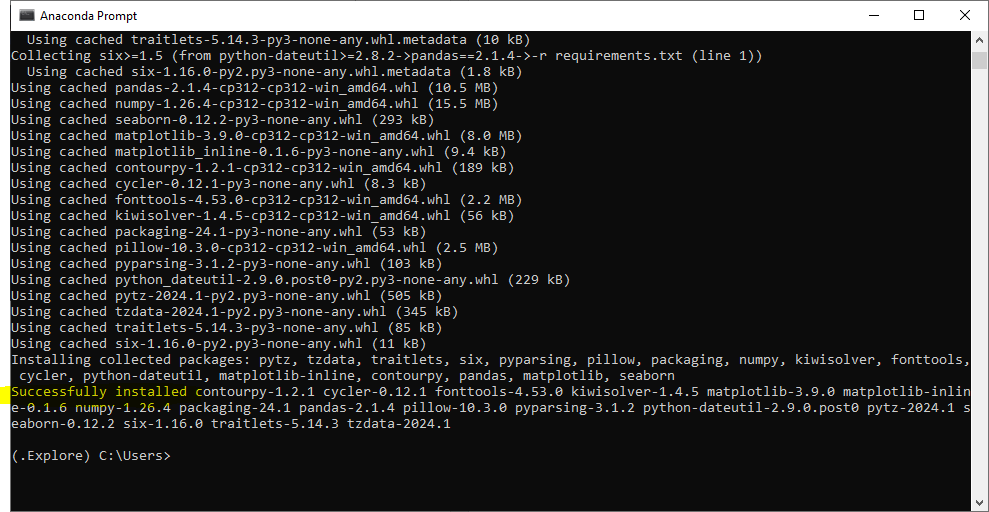 Anaconda Prompt
Using cached traitlets-5.14.3-py3-none-any.whl.metadata (10 kB)
Collecting six>=1.5 (from python-dateutil>=2.8.2->pandas==2.1.4->-r requirements.txt (line 1))
Using cached six-1.16.0-py2.py3-none-any.whl.metadata (1.8 kB)
Using cached pandas-2.1.4-cp312-cp312-win_amd64.whl (10.5 MB)
Using cached numpy-1.26.4-cp312-cp312-win_amd64.whl (15.5 MB)
Using cached seaborn-0.12.2-py3-none-any.whl (293 kB)
Using cached matplotlib-3.9.0-cp312-cp312-win_amd64.whl (8.0 MB)
Using cached matplotlib_inline-0.1.6-py3-none-any.whl (9.4 kB)
Using cached contourpy-1.2.1-cp312-cp312-win_amd64.whl (189 kB)
Using cached cycler-0.12.1-py3-none-any.whl (8.3 kB)
Using cached fonttools-4.53.0-cp312-cp312-win_amd64.whl (2.2 MB)
Using cached kiwisolver-1.4.5-cp312-cp312-win_amd64.whl (56 kB)
Using cached packaging-24.1-py3-none-any.whl (53 kB)
Using cached pillow-10.3.0-cp312-cp312-win_amd64.whl (2.5 MB)
Using cached pyparsing-3.1.2-py3-none-any.whl (103 kB)
Using cached python_dateutil-2.9.0.post0-py2.py3-none-any.whl (229 kB)
Using cached pytz-2024.1-py2.py3-none-any.whl (505 kB)
Using cached tzdata-2024.1-py2.py3-none-any.whl (345 kB)
Using cached traitlets-5.14.3-py3-none-any.whl (85 kB)
Using cached six-1.16.0-py2.py3-none-any.whl (11 kB)
Installing collected packages: pytz, tzdata, traitlets, six, pyparsing, pillow, packaging, numpy, kiwisolver, fonttools,
cycler, python-dateutil, matplotlib-inline, contourpy, pandas, matplotlib, seaborn
Successfully installed contourpy-1.2.1 cycler-0.12.1 fonttools-4.53.0 kiwisolver-1.4.5 matplotlib-3.9.0 matplotlib-inlin
e-0.1.6 numpy-1.26.4 packaging-24.1 pandas-2.1.4 pillow-10.3.0 pyparsing-3.1.2 python-dateutil-2.9.0.post0 pytz-2024.1 s
eaborn-0.12.2 six-1.16.0 traitlets-5.14.3 tzdata-2024.1
(.Explore) C:\Users>